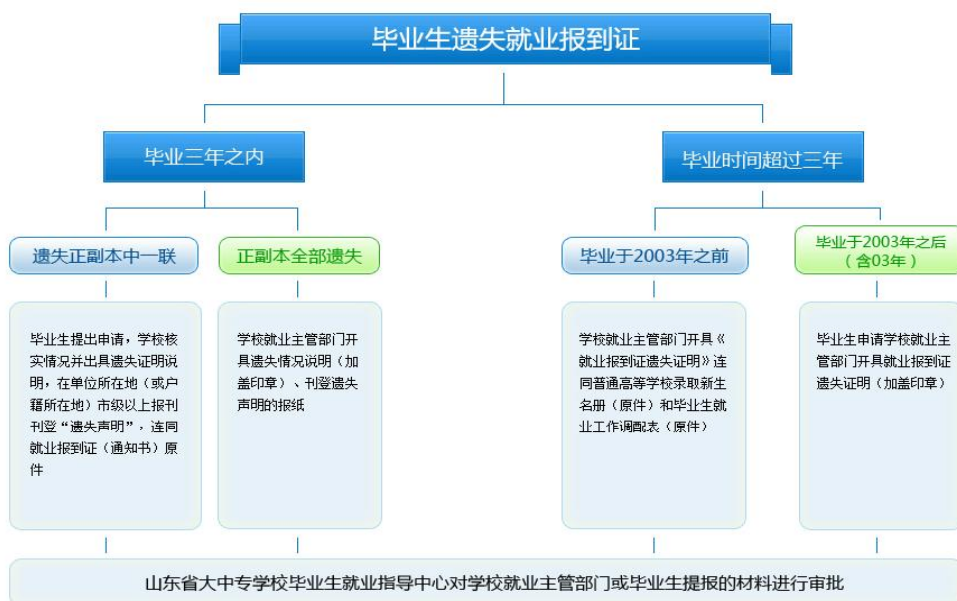 毕业生遗失就业报到证
毕业三年之内
毕业时间超过三年
遗失正副本中一联
正副本全部遗失
毕业于2003年之前
毕业于2003年之后
（含03年）
毕业生提出申请，学校核
实情况并出具遗失证明说
明，在单位所在地（或户
籍所在地）市级以上报刊
刊登“遗失声明”，连同
就业报到证（通知书）原
件
学校就业主管部门开
具遗失情况说明（加
盖印章）、刊登遗失
声明的报纸
学校就业主管部门开具《
就业报到证遗失证明》连
同普通高等学校录取新生
名册（原件）和毕业生就
业工作调配表（原件）
毕业生申请学校就业主
管部门开具就业报到证
遗失证明（加盖印章）
山东省大中专学校毕业生就业指导中心对学校就业主管部门或毕业生提报的材料进行审批